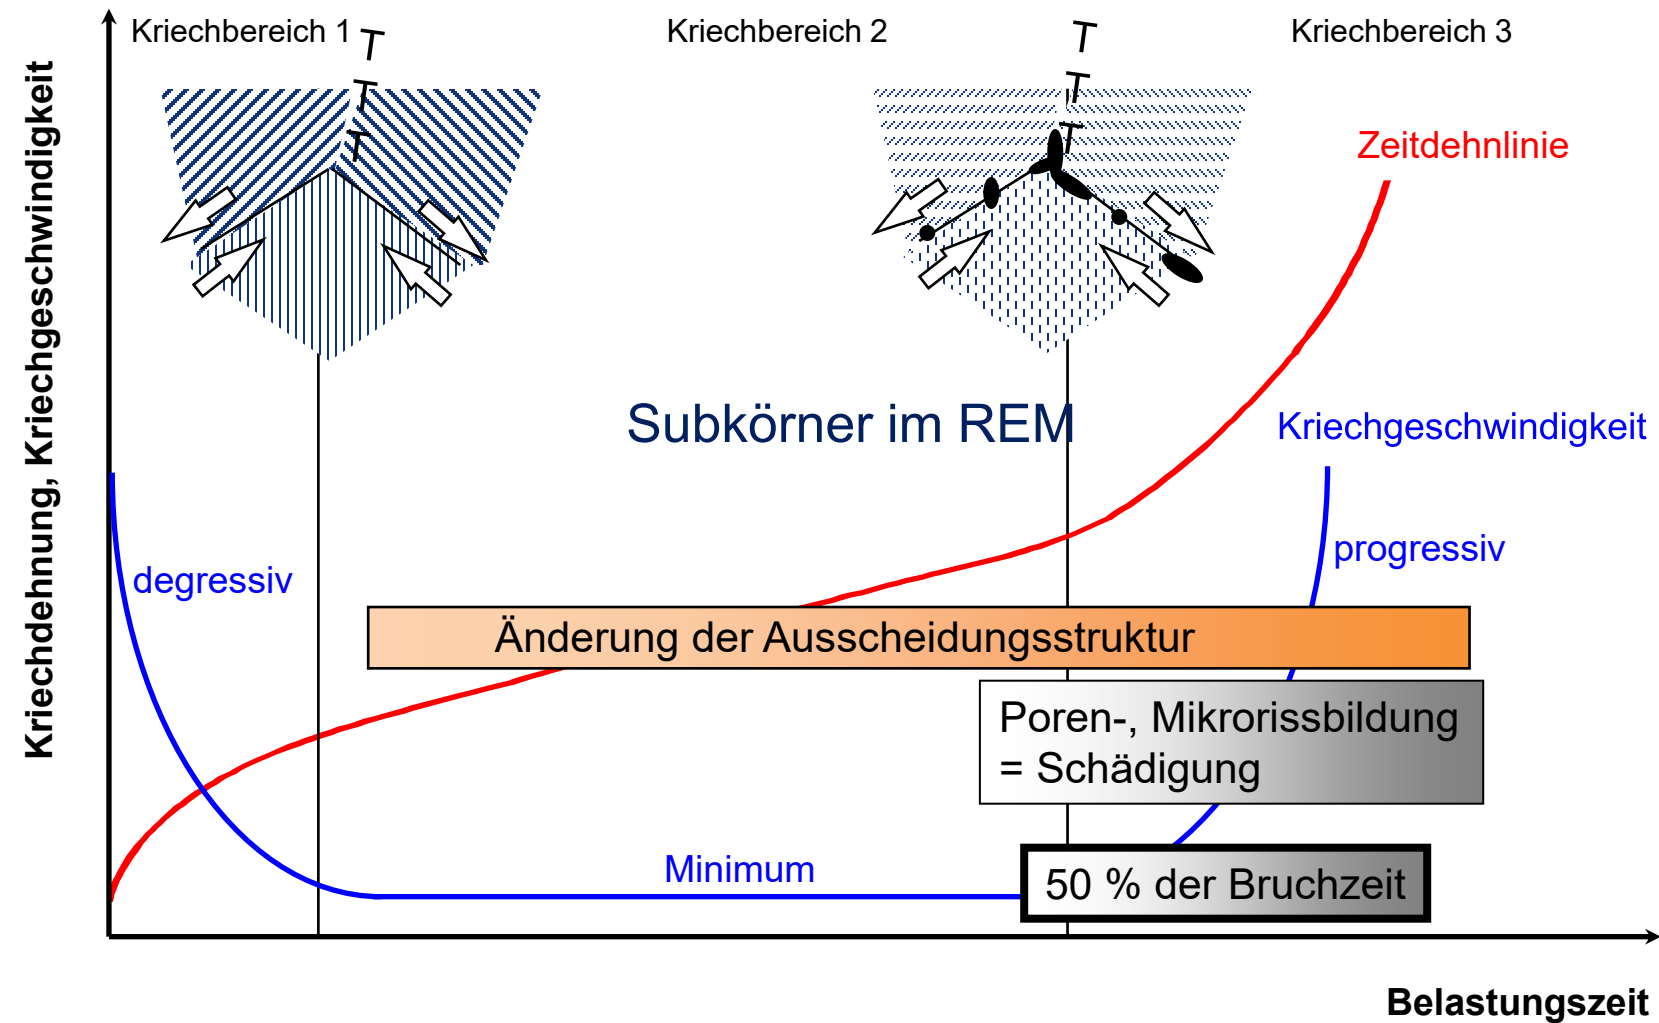 Kriechbereich 1
Kriechbereich 2
Kriechbereich 3
Kriechdehnung, Kriechgeschwindigkeit
Zeitdehnlinie
Subkörner im REM
Kriechgeschwindigkeit
progressiv
degressiv
Änderung der Ausscheidungsstruktur
Poren-, Mikrorissbildung
= Schädigung
Minimum
50 % der Bruchzeit
Belastungszeit